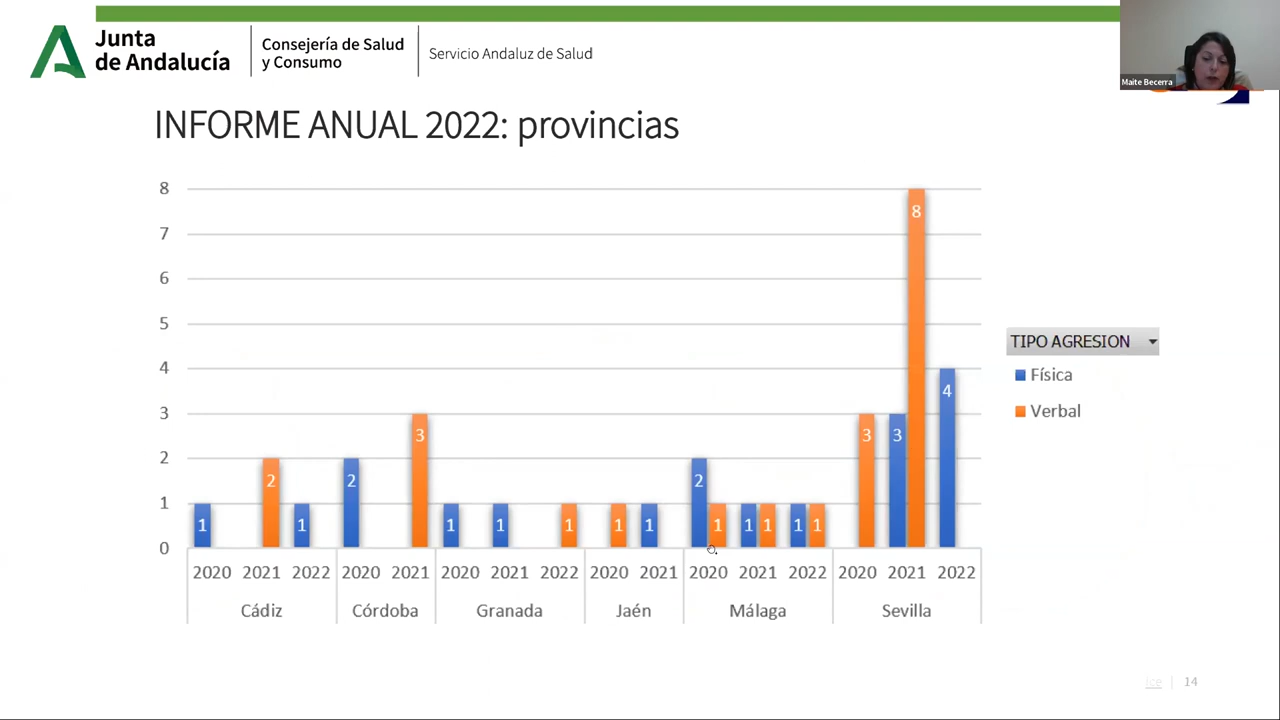 Junta
de Andalucía
Consejería de Salud
y Consumo
Servicio Andaluz de Salud
Maite Becerra
INFORME ANUAL 2022: provincias
8
7
6
5
4
3
2
1
0
1 2 1 2 3 1 1 1 1 1 2 1 1 1 1 1 3 3 8 4
2020 2021 2022 2020 2021 2020 2021 2022 2020 2021 2020 2021 2022 2020 2021 2022
Cádiz Córdoba Granada Jaén Málaga Sevilla
TIPO AGRESION
Física
Verbal
14